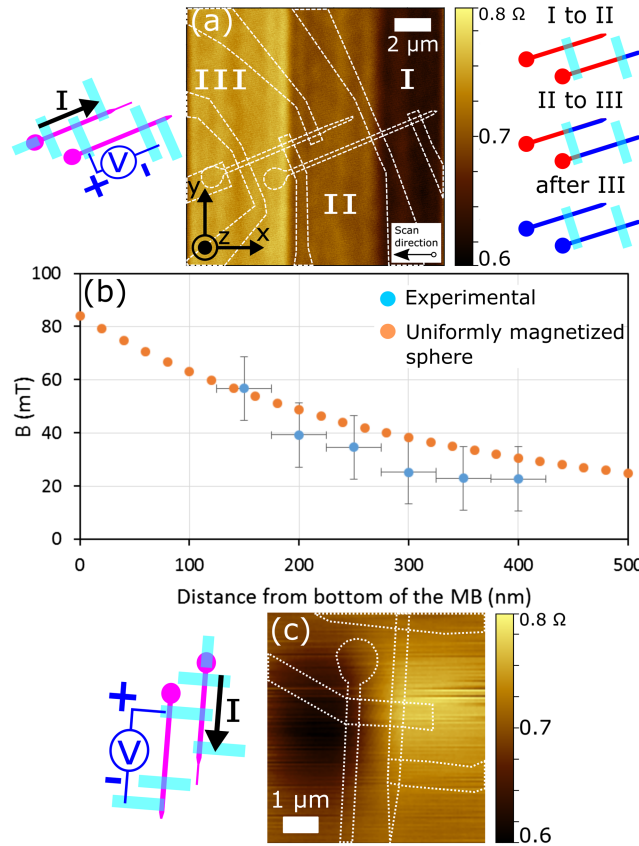 (a)
2 μm
0.8 Ω
0.7
0.6
III
I
II
y
z
x
Scan
direction
I
V
+
-
I to II
II to III
after III
(b)
Experimental
Uniformly magnetized
sphere
B (mT)
100
80
60
40
20
0
0
100
200
300
400
500
Distance from bottom of the MB (nm)
+
V
-
I
(c)
1 μm
0.8 Ω
0.7
0.6